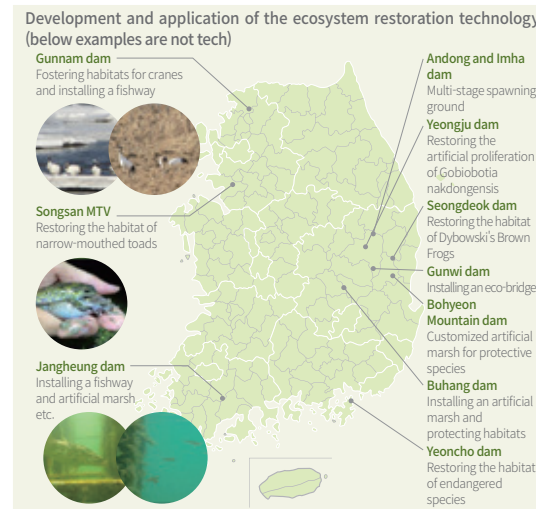 Development and application of the ecosystem restoration technology
(below examples are not tech)
Gunnam dam
Fostering habitats for cranes
and installing a fishway
Songsan MTV
Restoring the habitat of
narrow-mouthed toads
Jangheung dam
Installing a fishway
and artificial marsh
etc.
Andong and Imha
dam
Multi-stage spawning
ground
Yeongju dam
Restoring the
artificial proliferation
of Gobiobotia
nakdongensis
Seongdeok dam
Restoring the habitat
of Dybowski's Brown
Frogs
Gunwi dam
Installing an eco-bridge
Bohyeon
Mountain dam
Customized artificial
marsh for protective
species
Buhang dam
Installing an artificial
marsh and
protecting habitats
Yeoncho dam
Restoring the habitat
of endangered
species